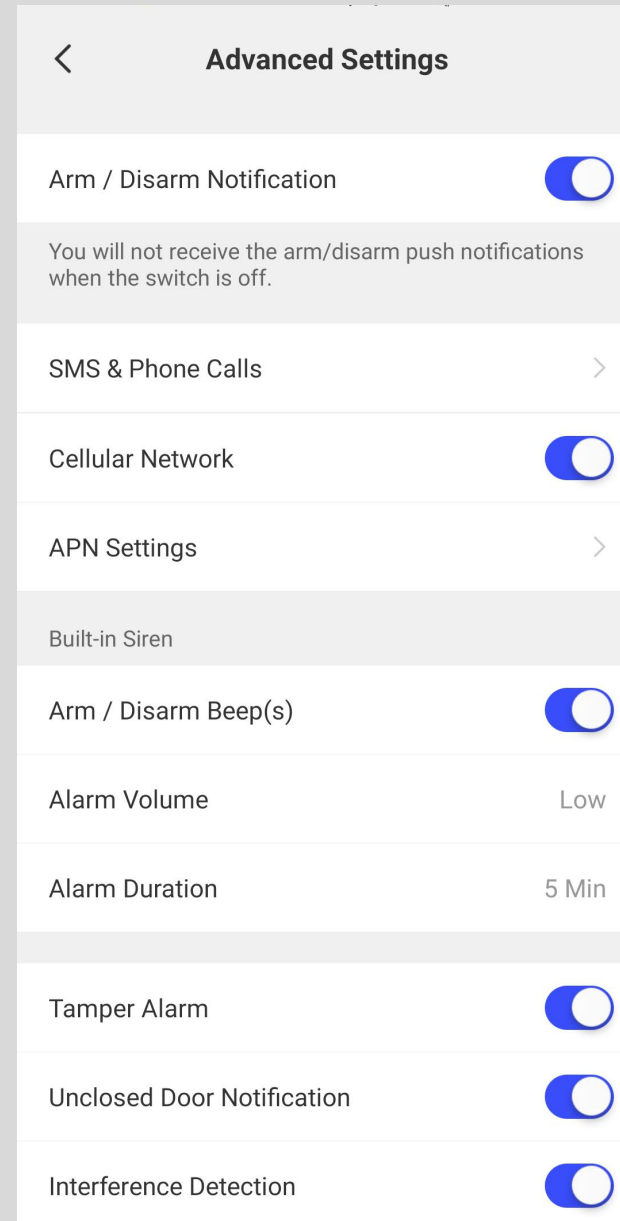 Advanced Settings
Arm / Disarm Notification
You will not receive the arm/disarm push notifications
when the switch is off.
SMS & Phone Calls
Cellular Network
APN Settings
Built-in Siren
Arm / Disarm Beep(s)
Alarm Volume Low
Alarm Duration 5 Min
Tamper Alarm
Unclosed Door Notification
Interference Detection